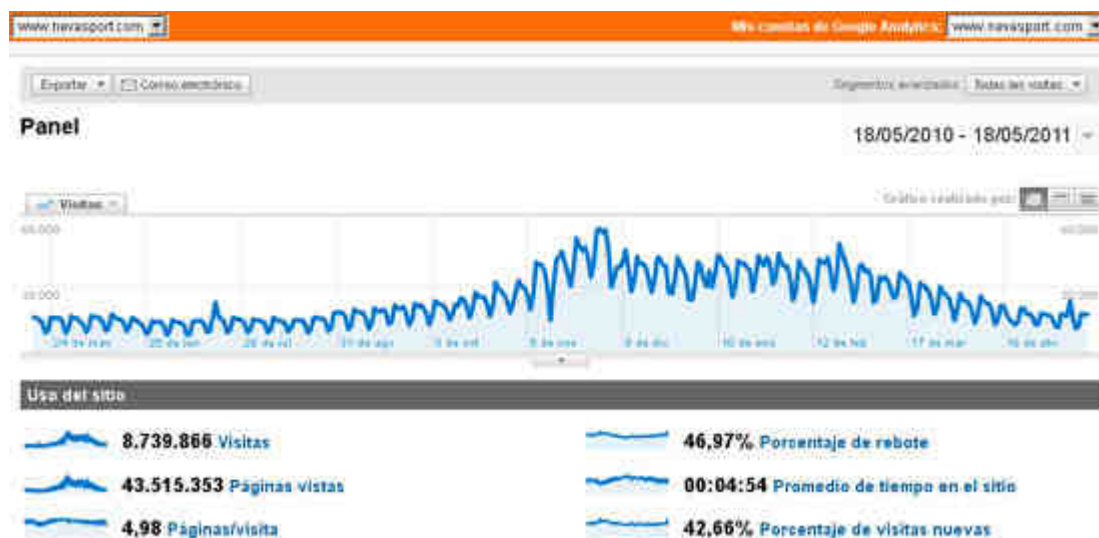 www.nevasport.com Mis cuentas de Google Analytics: www.nevasport.com
Exportar Correo electrónico Segmentos avanzados: Todas las visitas
Panel
18/05/2010 - 18/05/2011
Visitas Gráfico realizado por:
60.000 60.000
30.000 30.000
Uso del sitio
8.739.866 Visitas
46,97% Porcentaje de rebote
43.515.353 Páginas vistas
00:04:54 Promedio de tiempo en el sitio
4,98 Páginas/visita
42,66% Porcentaje de visitas nuevas